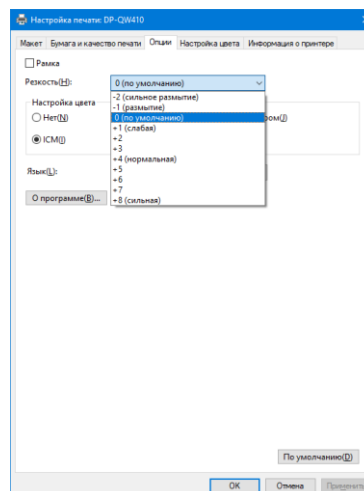 Настройка печати: DP-QW410
Макет Бумага и качество печати Опции Настройка цвета Информация о принтере
Рамка
Резкость(H): 0 (по умолчанию)
-2 (сильное размытие)
-1 (размытие)
Настройка цвета
0 (по умолчанию)
Нет(N)
+1 (слабая)
+2
+3
ICM(I)
+4 (нормальная)
+5
Язык(L):
+6
+7
О программе(B)...
+8 (сильная)
По умолчанию(D)
OK Отмена Применить